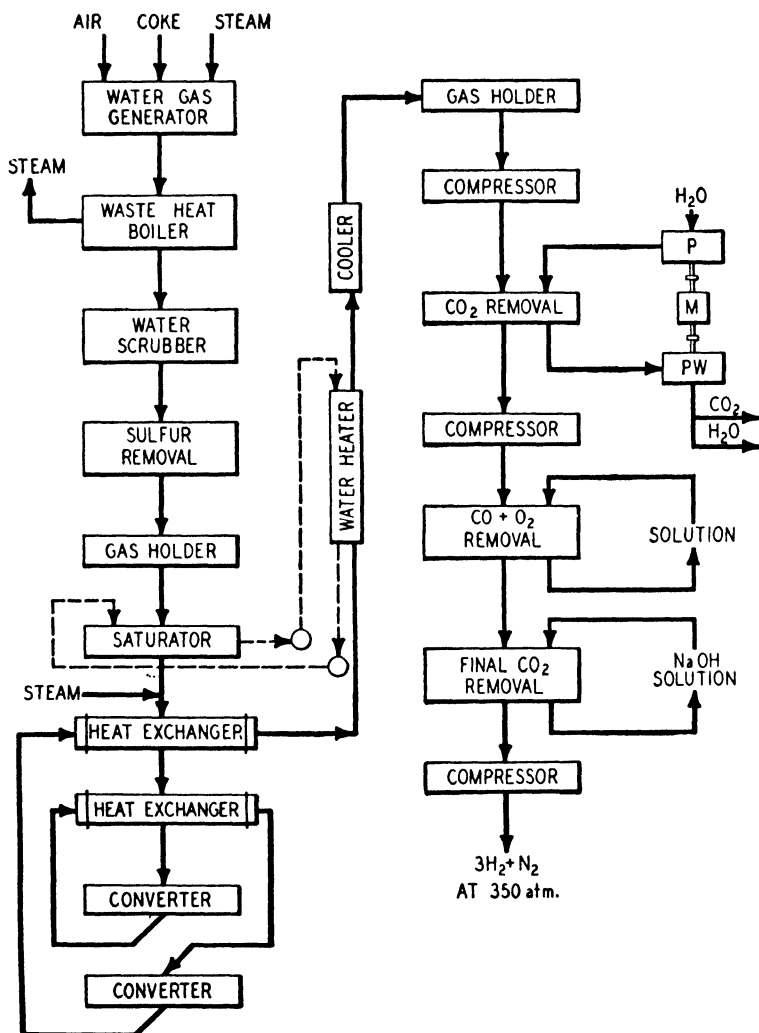 AIR COKE STEAM
WATER GAS
GENERATOR
STEAM
WASTE HEAT
BOILER
WATER
SCRUBBER
SULFUR
REMOVAL
GAS HOLDER
SATURATOR
STEAM
HEAT EXCHANGER
HEAT EXCHANGER
CONVERTER
CONVERTER
WATER HEATER
COOLER
GAS HOLDER
COMPRESSOR
CO₂ REMOVAL
H₂O
P
M
PW
CO₂
H₂O
COMPRESSOR
CO + O₂
REMOVAL
SOLUTION
FINAL CO₂
REMOVAL
NaOH
SOLUTION
COMPRESSOR
3H₂+N₂
AT 350 atm.